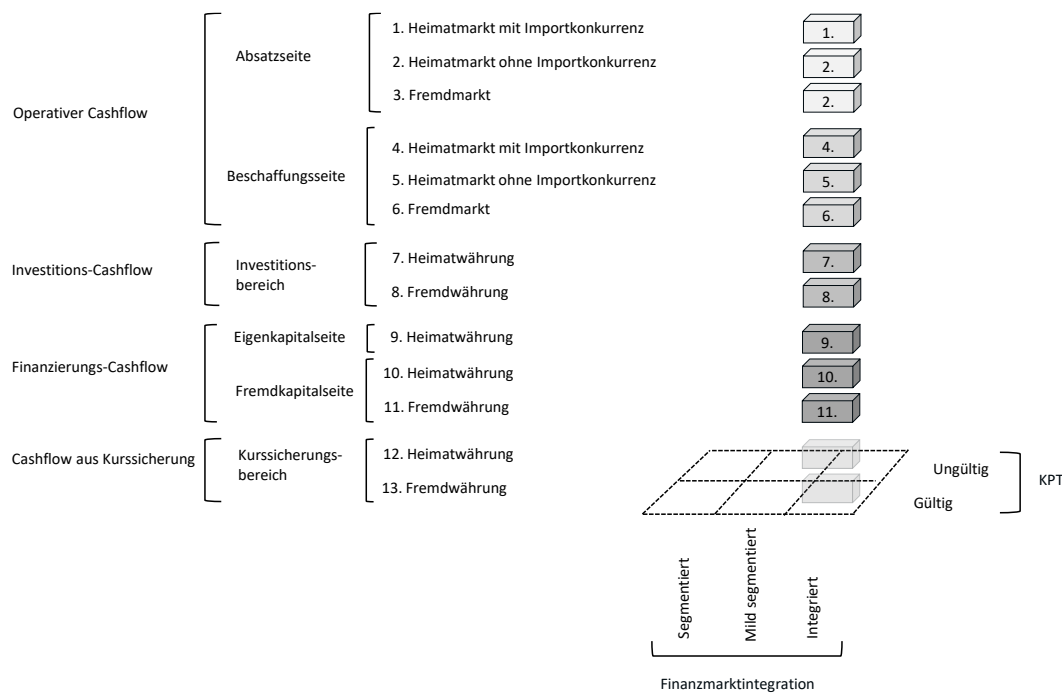 1. Heimatmarkt mit Importkonkurrenz
1.
Absatzseite
2. Heimatmarkt ohne Importkonkurrenz
2.
3. Fremdmarkt
2.
Operativer Cashflow
4. Heimatmarkt mit Importkonkurrenz
4.
Beschaffungsseite
5. Heimatmarkt ohne Importkonkurrenz
5.
6. Fremdmarkt
6.
Investitions-Cashflow
Investitions-
bereich
7. Heimatwährung
7.
8. Fremdwährung
8.
Eigenkapitalseite
9. Heimatwährung
9.
Finanzierungs-Cashflow
10. Heimatwährung
10.
Fremdkapitalseite
11. Fremdwährung
11.
Cashflow aus Kurssicherung
Kurssicherungs-
bereich
12. Heimatwährung
13. Fremdwährung
Ungültig
Gültig
KPT
Segmentiert
Mild segmentiert
Integriert
Finanzmarktintegration